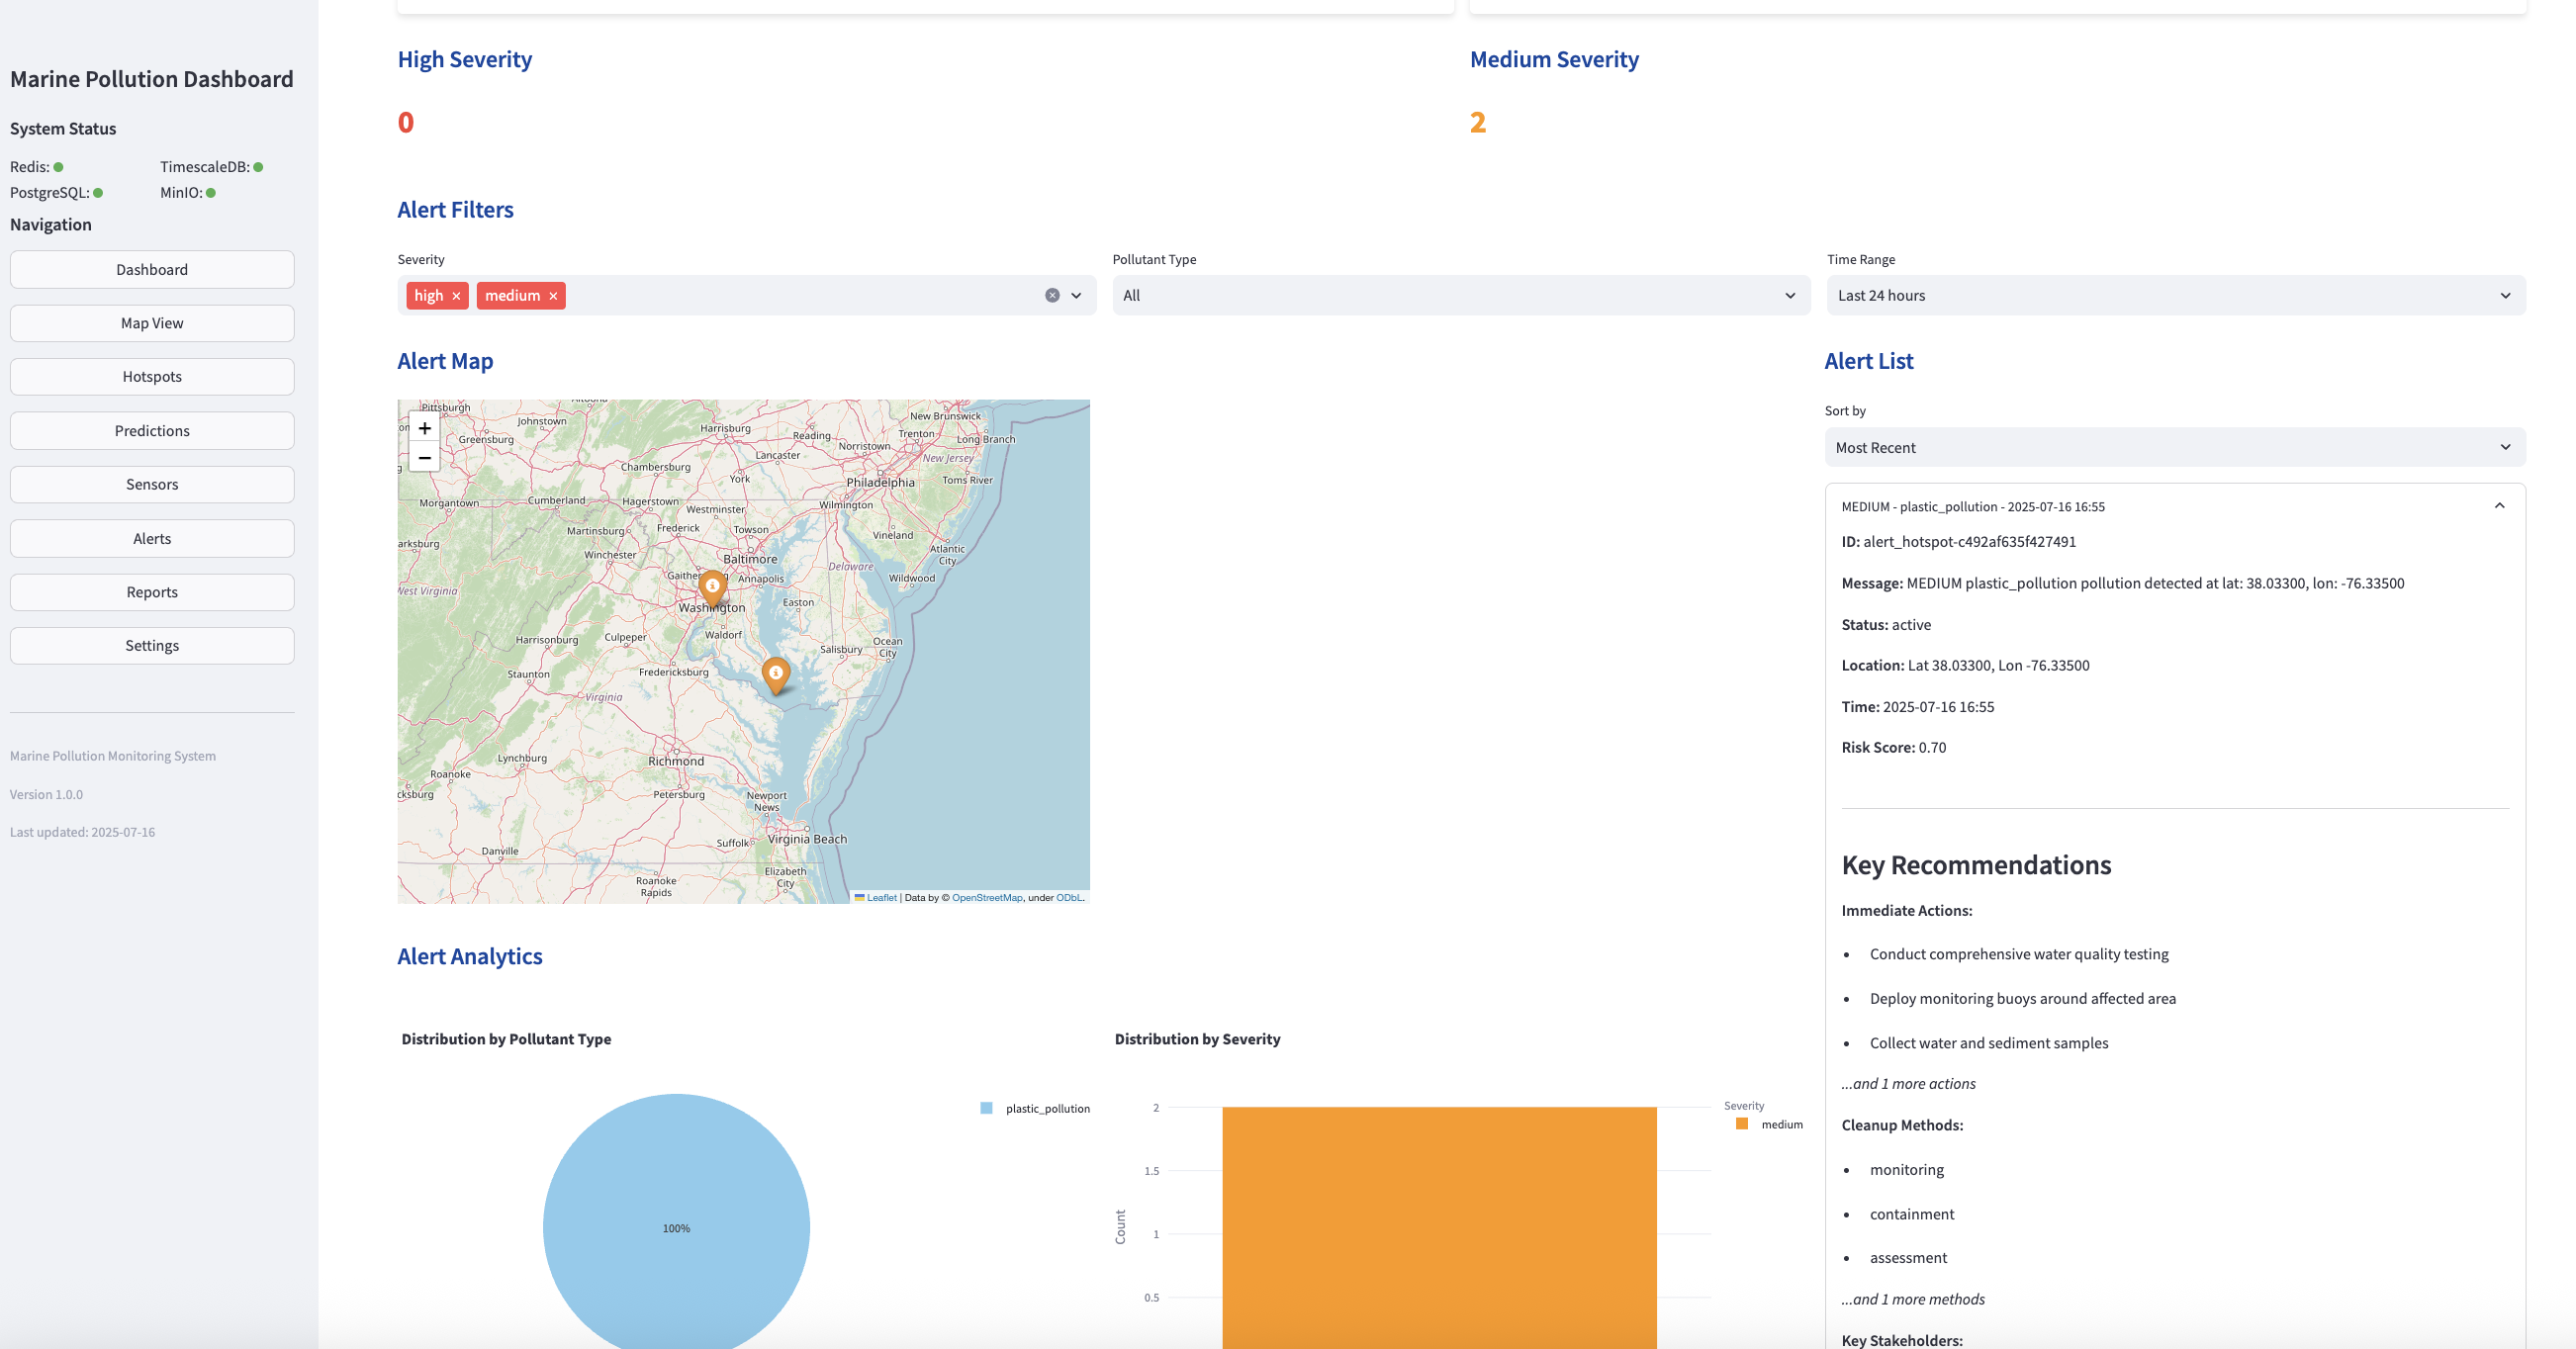 Marine Pollution Dashboard
System Status
Redis:
TimescaleDB:
PostgreSQL:
MinIO:
Navigation
Dashboard
Map View
Hotspots
Predictions
Sensors
Alerts
Reports
Settings
Marine Pollution Monitoring System
Version 1.0.0
Last updated: 2025-07-16
High Severity
0
Medium Severity
2
Alert Filters
Severity
high ×
medium ×
Pollutant Type
All
Time Range
Last 24 hours
Alert Map
+
−
Pittsburgh
Johnstown
Greensburg
Harrisburg
Reading
New Brunswick
Trenton
Long Branch
Norristown
Lancaster
New Jersey
Chambersburg
York
Philadelphia
Toms River
Morgantown
Cumberland
Hagerstown
Westminster
Wilmington
Martinsburg
Frederick
Towson
Vineland
arksburg
Winchester
Baltimore
Atlantic
City
Delaware
Gaither
Annapolis
Wildwood
West Virginia
Washington
Easton
Harrisonburg
Culpeper
Waldorf
Ocean
City
Salisbury
Staunton
Fredericksburg
Virginia
Lynchburg
Richmond
Roanoke
cksburg
Petersburg
Newport
News
Suffolk
Virginia Beach
Danville
Elizabeth
City
Roanoke
Rapids
Leaflet | Data by © OpenStreetMap, under ODbL.
Alert Analytics
Distribution by Pollutant Type
plastic_pollution
100%
Distribution by Severity
2
1.5
1
0.5
Count
Severity
medium
Alert List
Sort by
Most Recent
MEDIUM - plastic_pollution - 2025-07-16 16:55
ID: alert_hotspot-c492af635f427491
Message: MEDIUM plastic_pollution pollution detected at lat: 38.03300, lon: -76.33500
Status: active
Location: Lat 38.03300, Lon -76.33500
Time: 2025-07-16 16:55
Risk Score: 0.70
Key Recommendations
Immediate Actions:
• Conduct comprehensive water quality testing
• Deploy monitoring buoys around affected area
• Collect water and sediment samples
...and 1 more actions
Cleanup Methods:
• monitoring
• containment
• assessment
...and 1 more methods
Key Stakeholders: